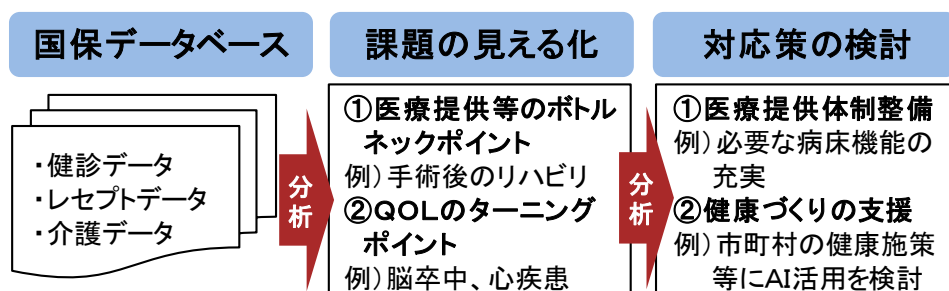 国保データベース
・健診データ
・レセプトデータ
・介護データ
分析
課題の見える化
①医療提供等のボトル
ネックポイント
例）手術後のリハビリ
②QOLのターニング
ポイント
例）脳卒中、心疾患
分析
対応策の検討
①医療提供体制整備
例）必要な病床機能の
充実
②健康づくりの支援
例）市町村の健康施策
等にAI活用を検討